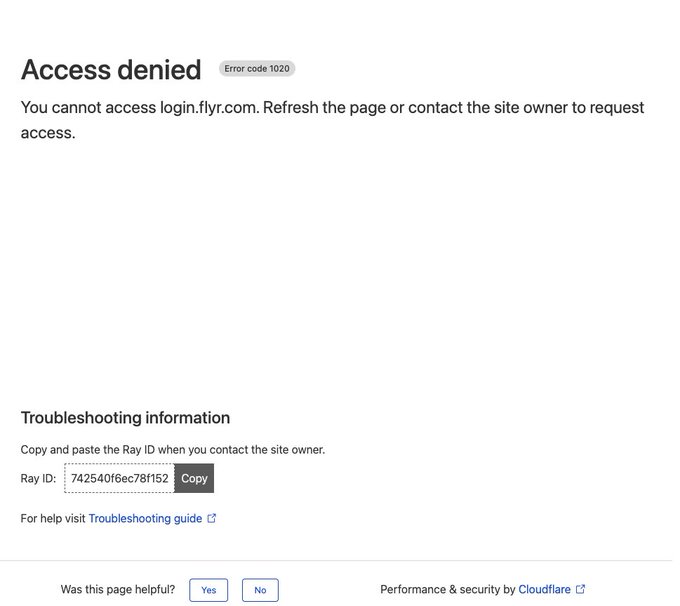 Access denied Error code 1020
You cannot access login.flyr.com. Refresh the page or contact the site owner to request
access.
Troubleshooting information
Copy and paste the Ray ID when you contact the site owner.
Ray ID: 742540f6ec78f152 Copy
For help visit Troubleshooting guide
Was this page helpful? Yes No Performance & security by Cloudflare